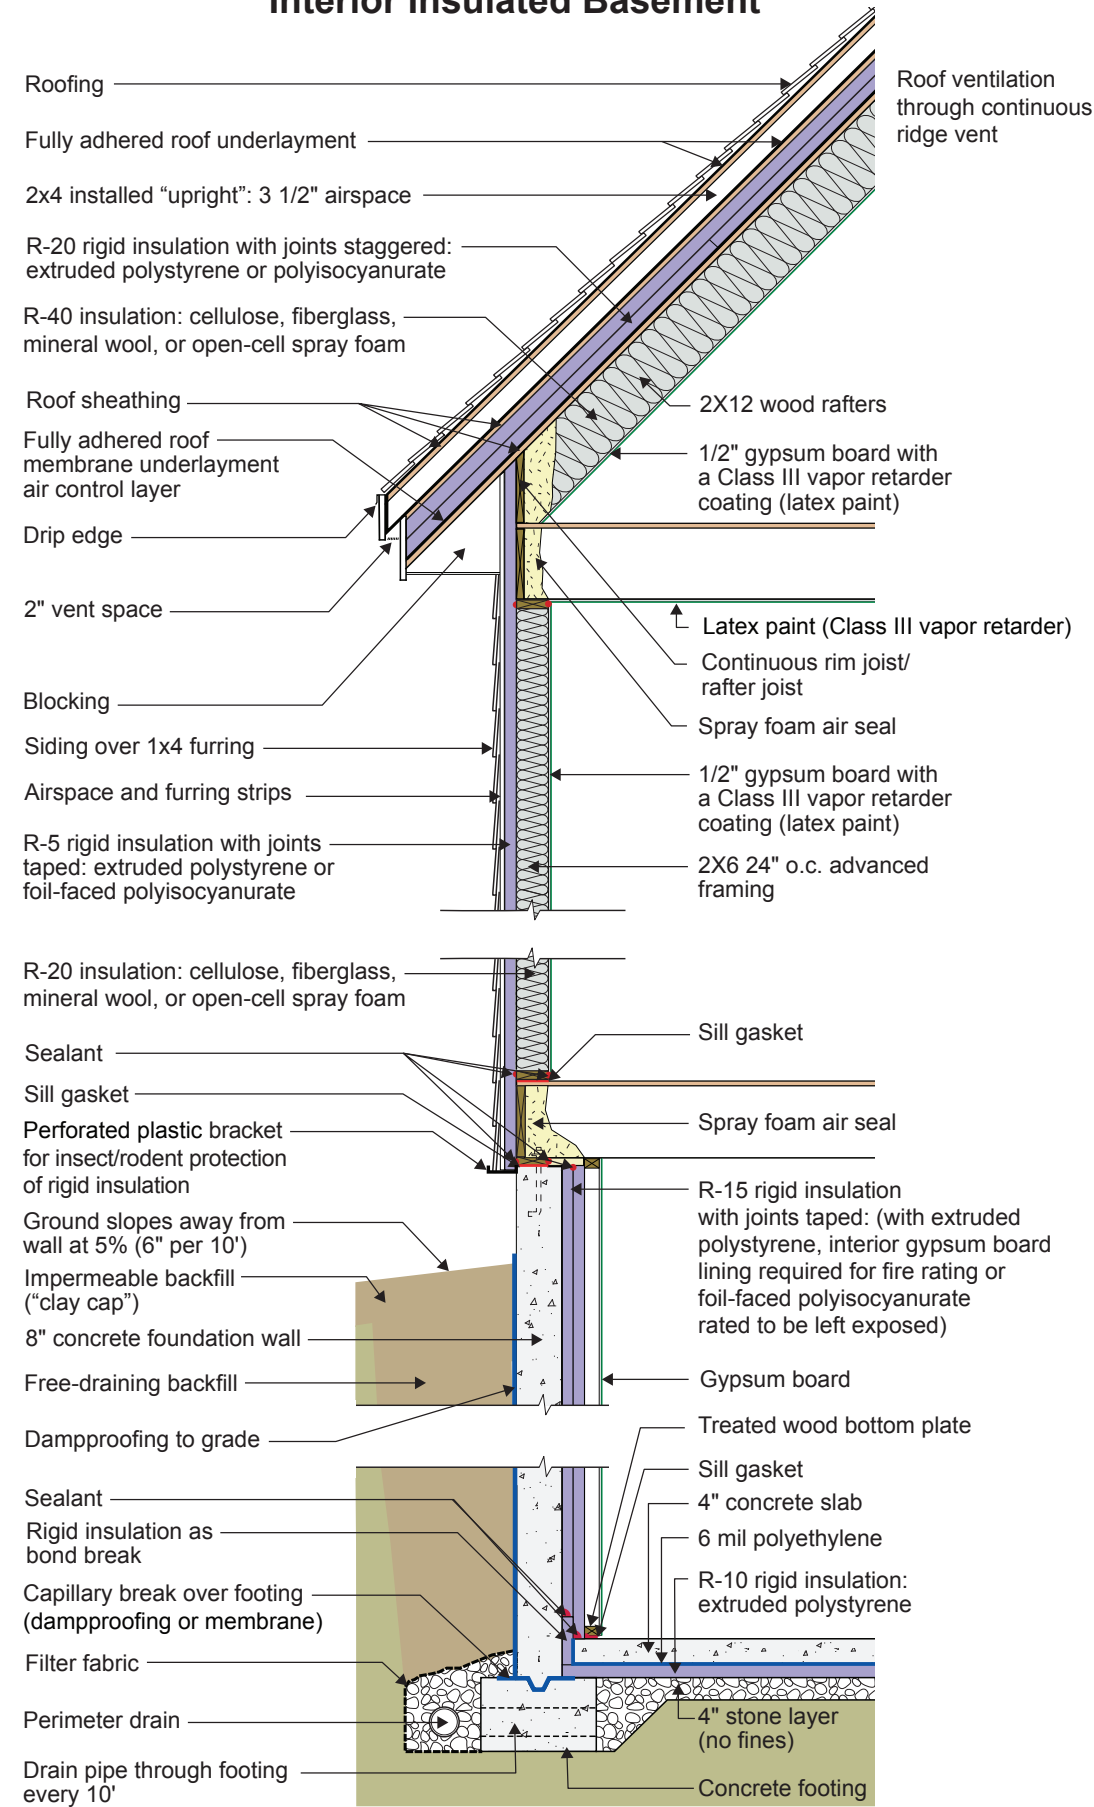 Interior Insulated Basement
Roofing
Fully adhered roof underlayment
2x4 installed “upright”: 3 1/2" airspace
R-20 rigid insulation with joints staggered:
extruded polystyrene or polyisocyanurate
R-40 insulation: cellulose, fiberglass,
mineral wool, or open-cell spray foam
Roof sheathing
Fully adhered roof
membrane underlayment
air control layer
Drip edge
2" vent space
Blocking
Siding over 1x4 furring
Airspace and furring strips
R-5 rigid insulation with joints
taped: extruded polystyrene or
foil-faced polyisocyanurate
R-20 insulation: cellulose, fiberglass,
mineral wool, or open-cell spray foam
Sealant
Sill gasket
Perforated plastic bracket
for insect/rodent protection
of rigid insulation
Ground slopes away from
wall at 5% (6" per 10')
Impermeable backfill
(“clay cap”)
8" concrete foundation wall
Free-draining backfill
Dampproofing to grade
Sealant
Rigid insulation as
bond break
Capillary break over footing
(dampproofing or membrane)
Filter fabric
Perimeter drain
Drain pipe through footing
every 10'
Roof ventilation
through continuous
ridge vent
2X12 wood rafters
1/2" gypsum board with
a Class III vapor retarder
coating (latex paint)
Latex paint (Class III vapor retarder)
Continuous rim joist/
rafter joist
Spray foam air seal
1/2" gypsum board with
a Class III vapor retarder
coating (latex paint)
2X6 24" o.c. advanced
framing
Sill gasket
Spray foam air seal
R-15 rigid insulation
with joints taped: (with extruded
polystyrene, interior gypsum board
lining required for fire rating or
foil-faced polyisocyanurate
rated to be left exposed)
Gypsum board
Treated wood bottom plate
Sill gasket
4" concrete slab
6 mil polyethylene
R-10 rigid insulation:
extruded polystyrene
4" stone layer
(no fines)
Concrete footing